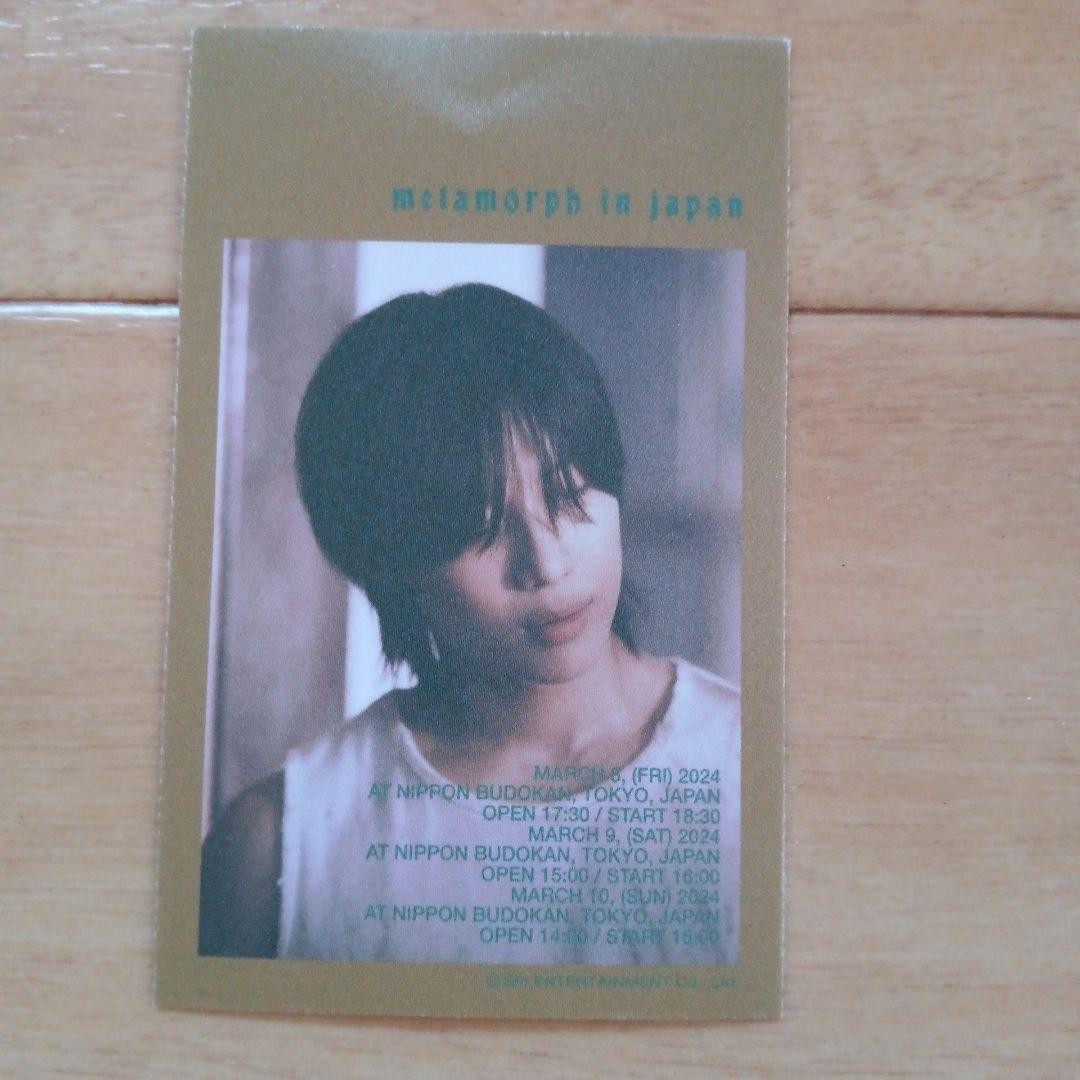 metamorph in japan
MARCH 8, (FRI) 2024
AT NIPPON BUDOKAN, TOKYO, JAPAN
OPEN 17:30 / START 18:30
MARCH 9, (SAT) 2024
AT NIPPON BUDOKAN, TOKYO, JAPAN
OPEN 15:00 / START 16:00
MARCH 10, (SUN) 2024
AT NIPPON BUDOKAN, TOKYO, JAPAN
OPEN 14:00 / START 15:00
© SM ENTERTAINMENT Co., Ltd.